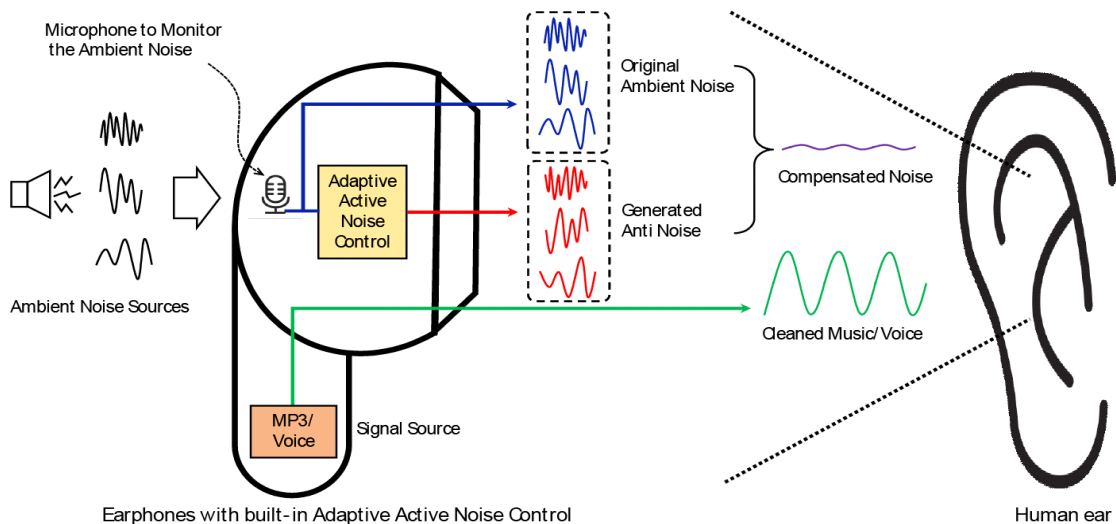 Microphone to Monitor
the Ambient Noise
Original
Ambient Noise
Adaptive
Active
Noise
Control
Compensated Noise
Generated
Anti Noise
Ambient Noise Sources
Cleaned Music/ Voice
MP3/
Voice
Signal Source
Earphones with built-in Adaptive Active Noise Control
Human ear